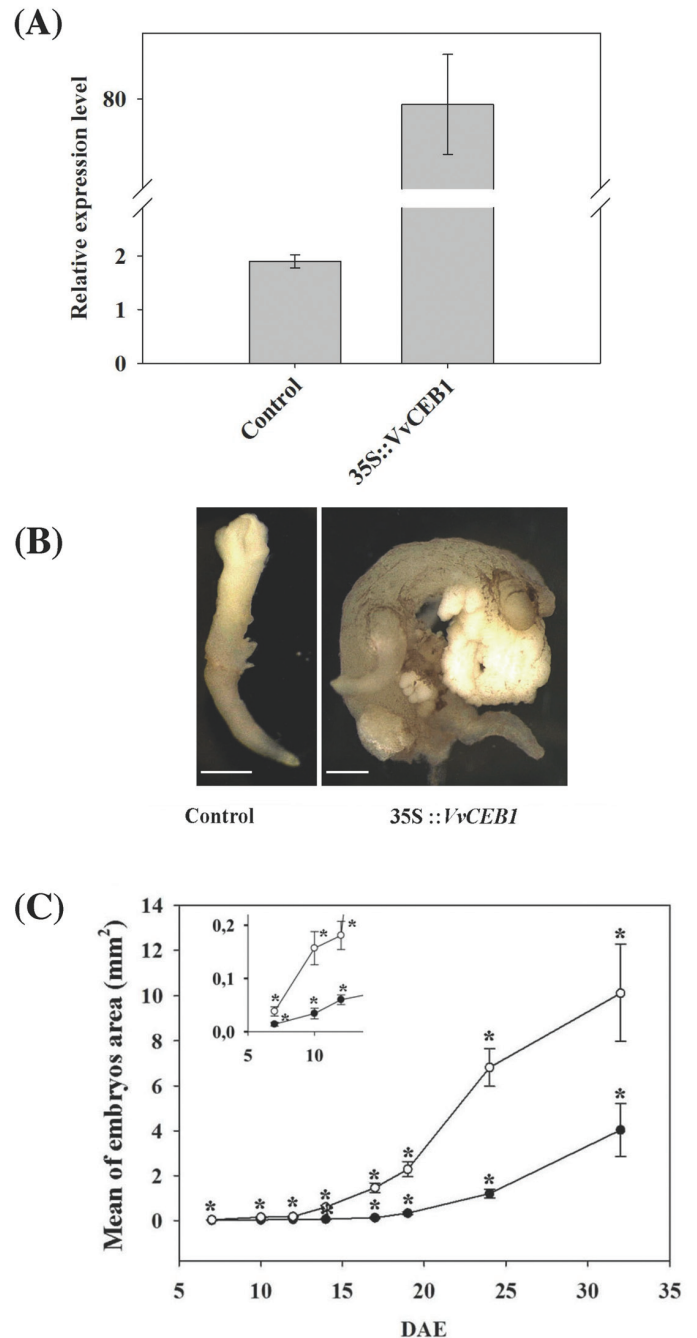 (A)
Relative expression level
80
2
1
0
Control
35S::VvCEB1
(B)
Control
35S ::VvCEB1
(C)
Mean of embryos area (mm²)
14
12
10
8
6
4
2
0
0,2
0,1
0,0
5
10
* * * * * *
* * * * * * * * * * * * *
5
10
15
20
25
30
35
DAE